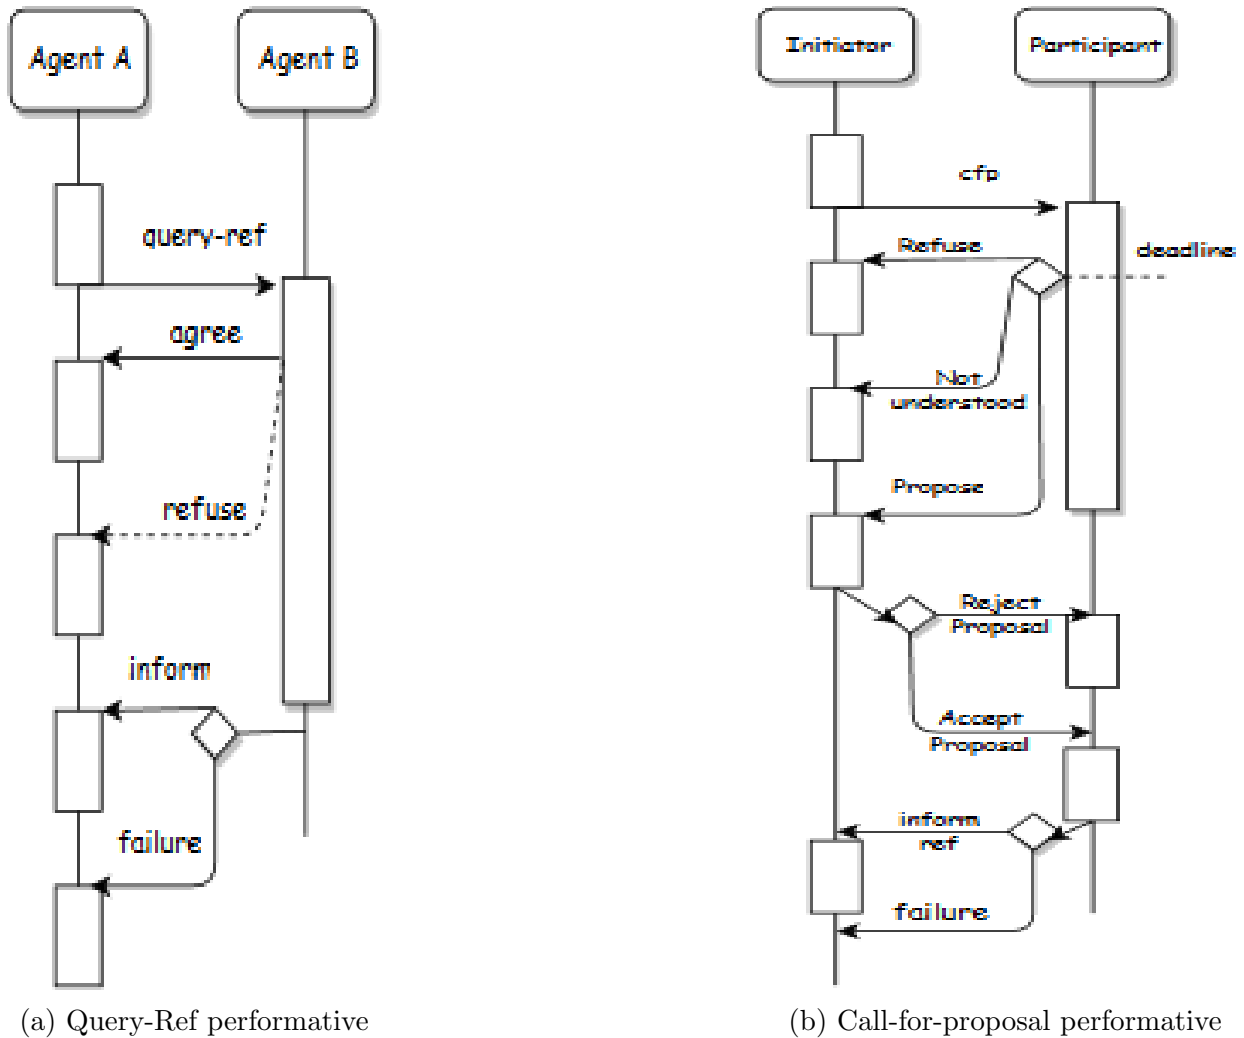 Agent A
Agent B
query-ref
agree
refuse
inform
failure
(a) Query-Ref performative
Initiator
Participant
cfp
Refuse
deadline
Not
understood
Propose
Reject
Proposal
Accept
Proposal
inform
ref
failure
(b) Call-for-proposal performative